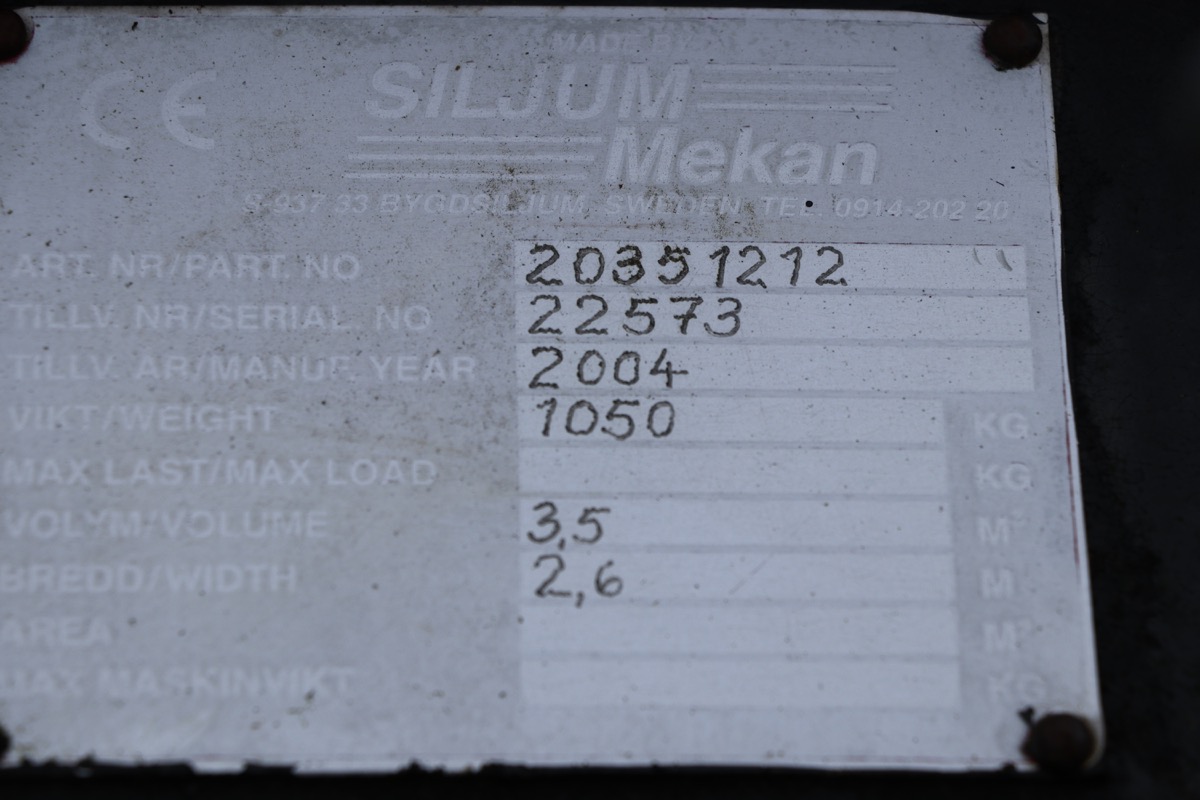 MADE BY
CE SILJUM
Mekan
S-937 33 BYGDSILJUM, SWEDEN, TEL. 0914-202 20
ART. NR/PART NO 20351212
TILLV. NR/SERIAL NO 22573
TILLV. ÅR/MANUF. YEAR 2004
VIKT/WEIGHT 1050 KG
MAX LAST/MAX LOAD KG
VOLYM/VOLUME 3,5 M³
BREDD/WIDTH 2,6 M
AREA M²
MAX MASKINVIKT KG